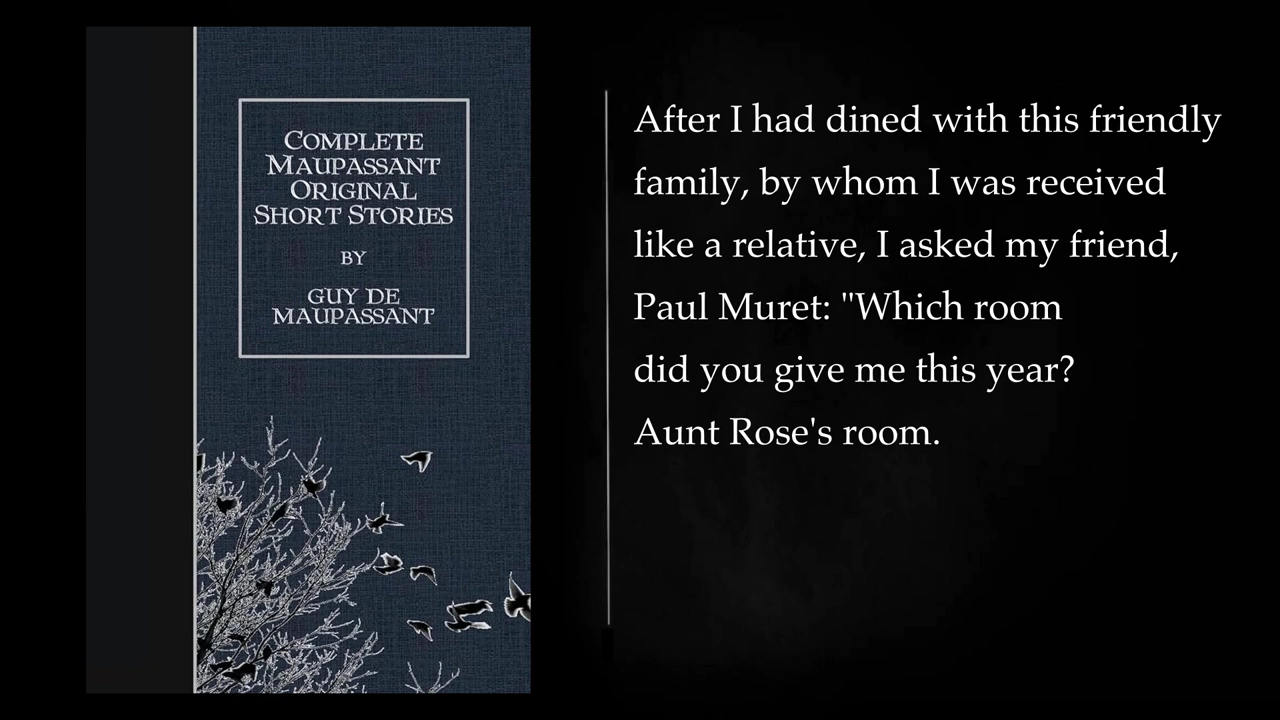 COMPLETE
MAUPASSANT
ORIGINAL
SHORT STORIES
BY
GUY DE
MAUPASSANT
After I had dined with this friendly
family, by whom I was received
like a relative, I asked my friend,
Paul Muret: "Which room
did you give me this year?
Aunt Rose's room.